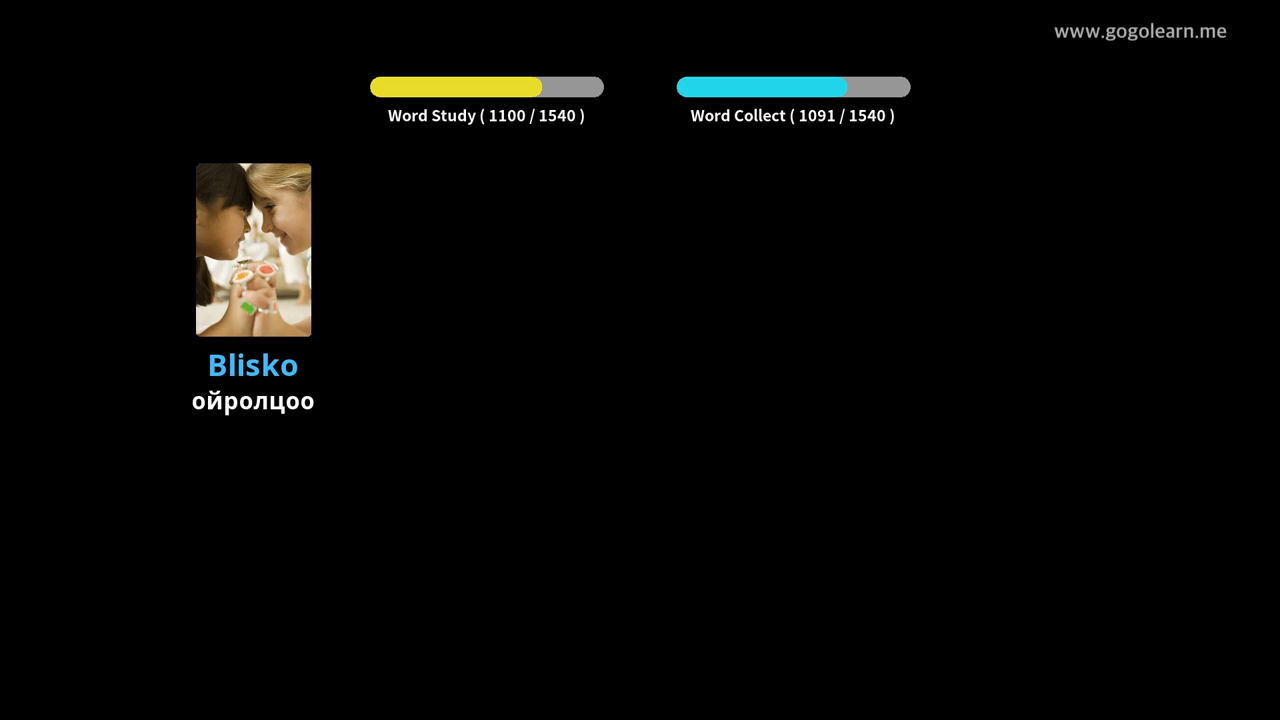 www.gogolearn.me
Word Study ( 1100 / 1540 )
Word Collect ( 1091 / 1540 )
Blisko
ойролцоо